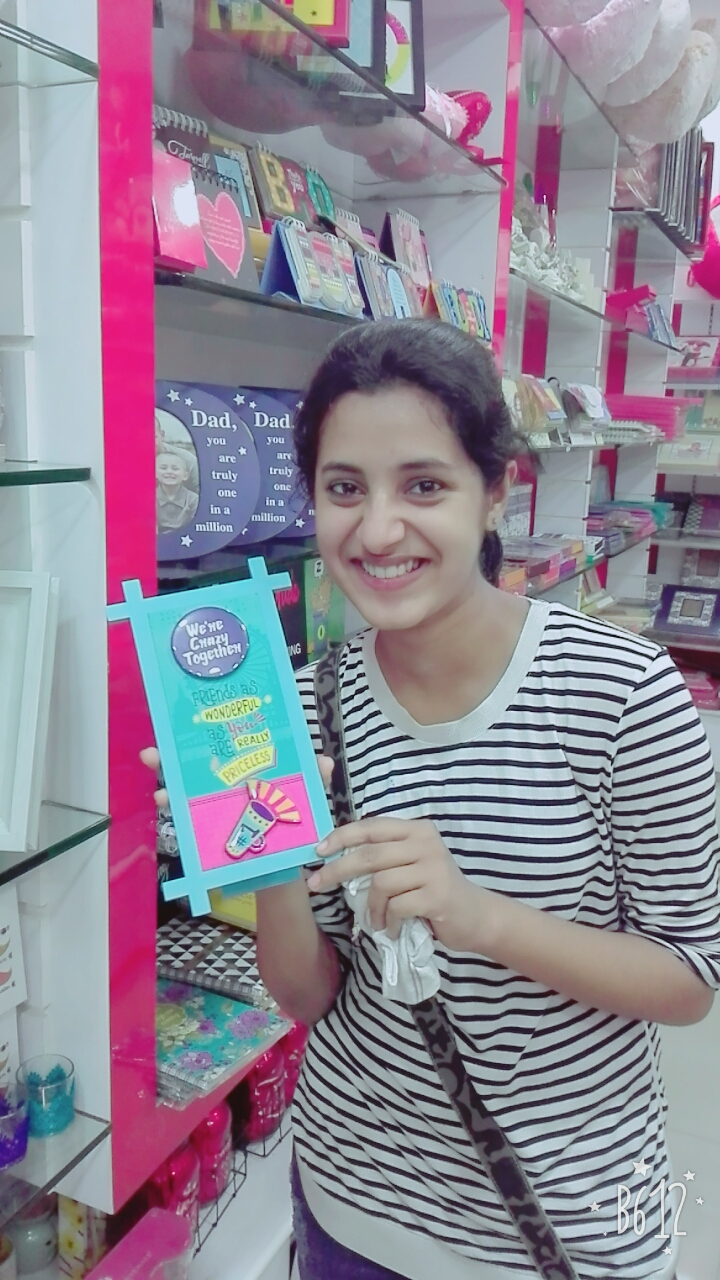 Dad,
you
are
truly
one
in a
million
Dad
you
are
truly
one
in a
million
We're
Crazy
Together
FRIENDS as
WONDERFUL
as you
aRE REALLY
PRICELESS
B612